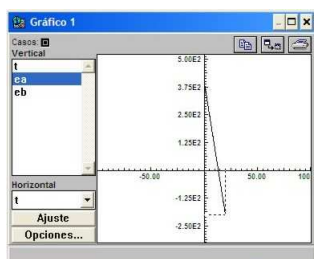 Gráfico 1
Casos:
Vertical
t
ea
eb
Horizontal
t
Ajuste
Opciones...
5.00E2
3.75E2
2.50E2
1.25E2
-50.00
50.00
100
-1.25E2
-2.50E2